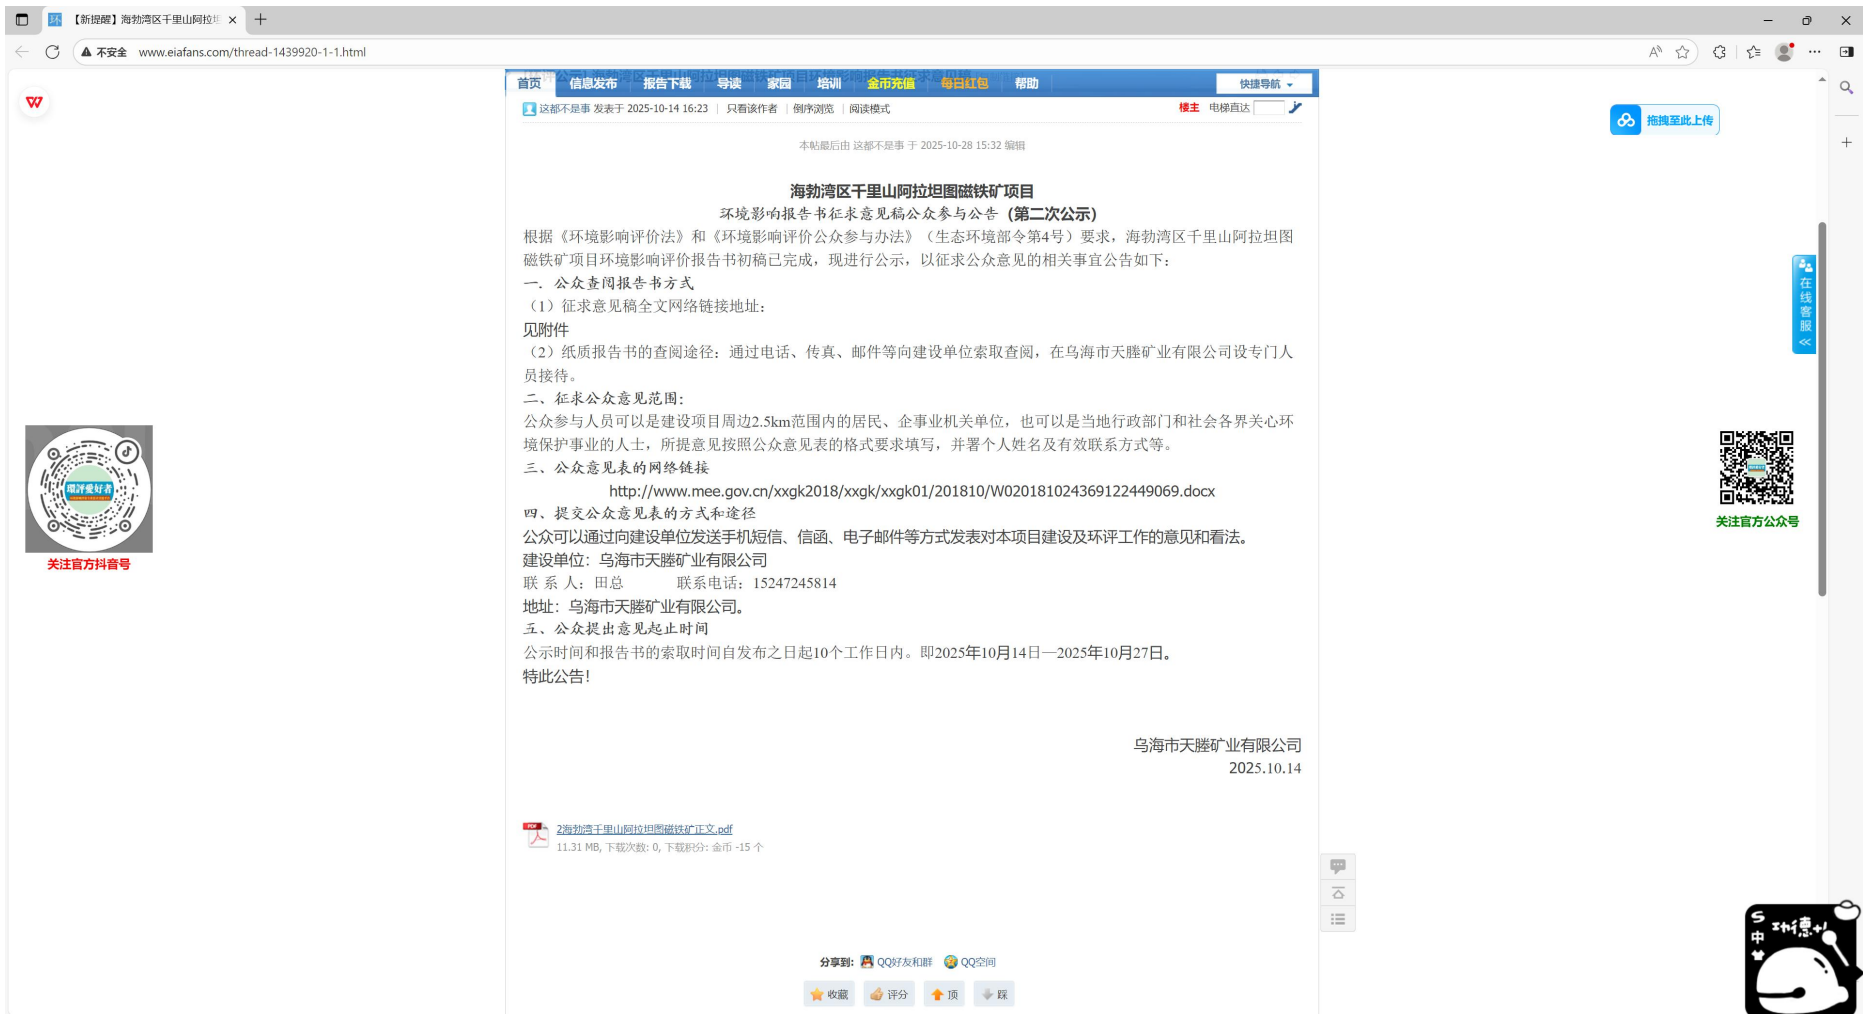 【新提醒】海勃湾区千里山阿拉坦
不安全 www.eiafans.com/thread-1439920-1-1.html
首页 信息发布 报告下载 导读 家园 培训 金币充值 每日红包 帮助 快捷导航
这都不是事 发表于 2025-10-14 16:23 | 只看该作者 | 倒序浏览 | 阅读模式 楼主 电梯直达
拖拽至此上传
本帖最后由 这都不是事 于 2025-10-28 15:32 编辑
海勃湾区千里山阿拉坦图磁铁矿项目
环境影响报告书征求意见稿公众参与公告（第二次公示）
根据《环境影响评价法》和《环境影响评价公众参与办法》（生态环境部令第4号）要求，海勃湾区千里山阿拉坦图
磁铁矿项目环境影响评价报告书初稿已完成，现进行公示，以征求公众意见的相关事宜公告如下：
一．公众查阅报告书方式
（1）征求意见稿全文网络链接地址：
见附件
（2）纸质报告书的查阅途径：通过电话、传真、邮件等向建设单位索取查阅，在乌海市天塍矿业有限公司设专门人
员接待。
二、征求公众意见范围：
公众参与人员可以是建设项目周边2.5km范围内的居民、企事业机关单位，也可以是当地行政部门和社会各界关心环
境保护事业的人士，所提意见按照公众意见表的格式要求填写，并署个人姓名及有效联系方式等。
三、公众意见表的网络链接
http://www.mee.gov.cn/xxgk2018/xxgk/xxgk01/201810/W020181024369122449069.docx
四、提交公众意见表的方式和途径
公众可以通过向建设单位发送手机短信、信函、电子邮件等方式发表对本项目建设及环评工作的意见和看法。
建设单位：乌海市天塍矿业有限公司
联 系 人：田总 联系电话：15247245814
地址：乌海市天塍矿业有限公司。
五、公众提出意见起止时间
公示时间和报告书的索取时间自发布之日起10个工作日内。即2025年10月14日—2025年10月27日。
特此公告！
乌海市天塍矿业有限公司
2025.10.14
2海勃湾千里山阿拉坦图磁铁矿正文.pdf
11.31 MB, 下载次数: 0, 下载积分: 金币 -15 个
分享到: QQ好友和群 QQ空间
收藏 评分 顶 踩
在线客服
環評愛好者
关注官方抖音号
关注官方公众号
S 中
功德+1